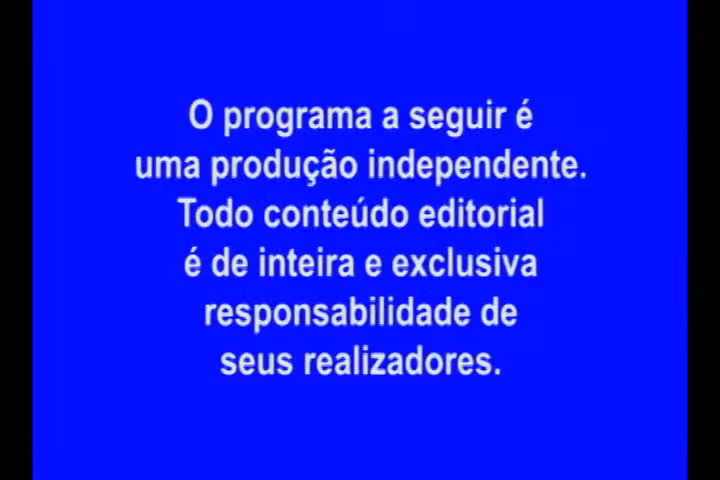 O programa a seguir é
uma produção independente.
Todo conteúdo editorial
é de inteira e exclusiva
responsabilidade de
seus realizadores.